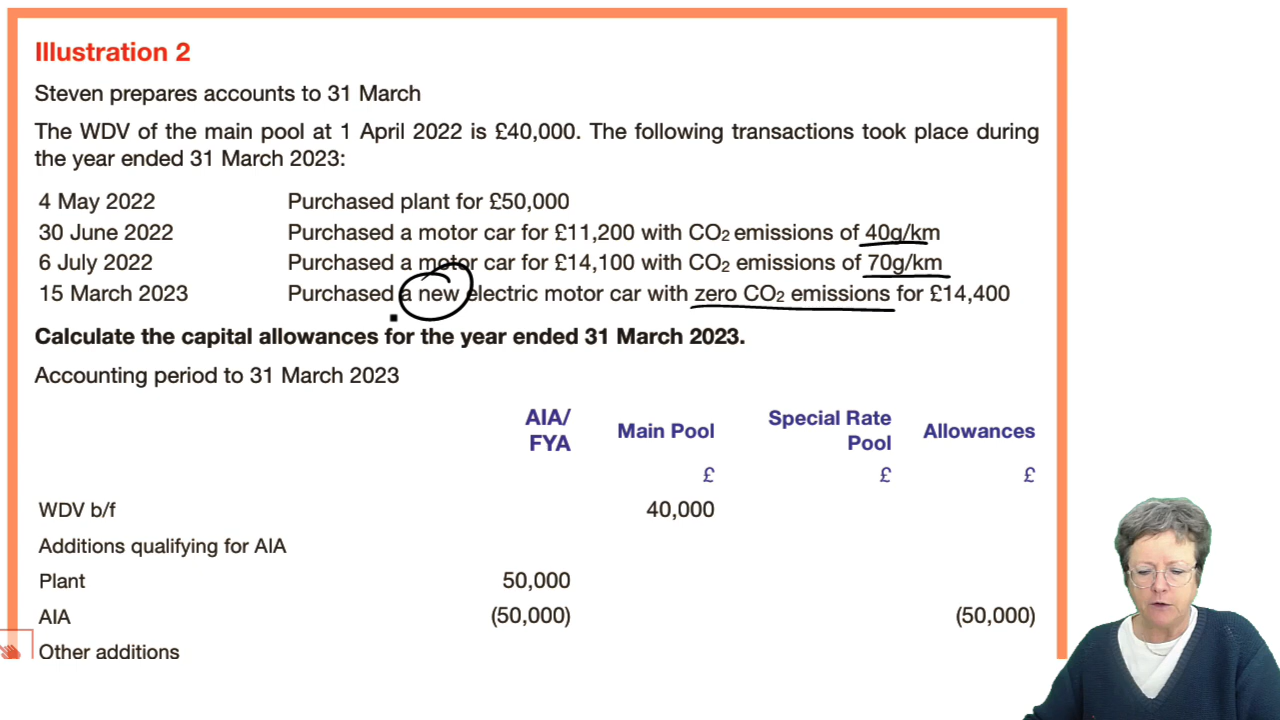 Illustration 2
Steven prepares accounts to 31 March
The WDV of the main pool at 1 April 2022 is £40,000. The following transactions took place during
the year ended 31 March 2023:
4 May 2022 Purchased plant for £50,000
30 June 2022 Purchased a motor car for £11,200 with CO2 emissions of 40g/km
6 July 2022 Purchased a motor car for £14,100 with CO2 emissions of 70g/km
15 March 2023 Purchased a new electric motor car with zero CO2 emissions for £14,400
Calculate the capital allowances for the year ended 31 March 2023.
Accounting period to 31 March 2023
AIA/
FYA
Main Pool
Special Rate
Pool
Allowances
£ £ £
WDV b/f 40,000
Additions qualifying for AIA
Plant 50,000
AIA (50,000) (50,000)
Other additions